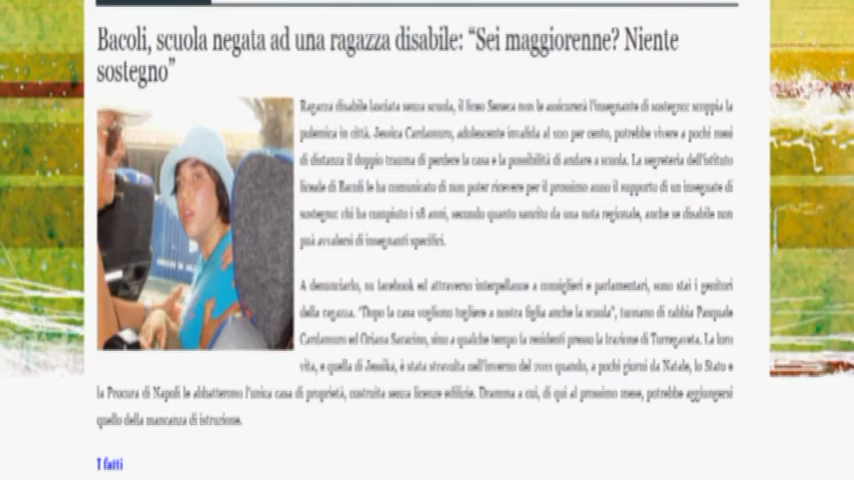 Bacoli, scuola negata ad una ragazza disabile: “Sei maggiorenne? Niente
sostegno”
Ragazza disabile lasciata senza scuola, il liceo Seneca non le assicurerà l'insegnante di sostegno: scoppia la
polemica in città. Jessica Cardamuro, adolescente invalida al 100 per cento, potrebbe vivere a pochi mesi
di distanza il doppio trauma di perdere la casa e la possibilità di andare a scuola. La segreteria dell'istituto
liceale di Bacoli le ha comunicato di non poter ricevere per il prossimo anno il supporto di un insegnate di
sostegno: chi ha compiuto i 18 anni, secondo quanto sancito da una nota regionale, anche se disabile non
può avvalersi di insegnanti specifici.
A denunciarlo, su facebook ed attraverso interpellanze a consiglieri e parlamentari, sono stai i genitori
della ragazza. “Dopo la casa vogliono togliere a nostra figlia anche la scuola”, tuonano di rabbia Pasquale
Cardamuro ed Oriana Savarino, sino a qualche tempo fa residenti presso la frazione di Torregaveta. La loro
vita, e quella di Jessika, è stata stravolta nell'inverno del 2011 quando, a pochi giorni da Natale, lo Stato e
la Procura di Napoli le abbatterono l'unica casa di proprietà, costruita senza licenze edilizie. Dramma a cui, di qui al prossimo mese, potrebbe aggiungersi
quello della mancanza di istruzione.
I fatti